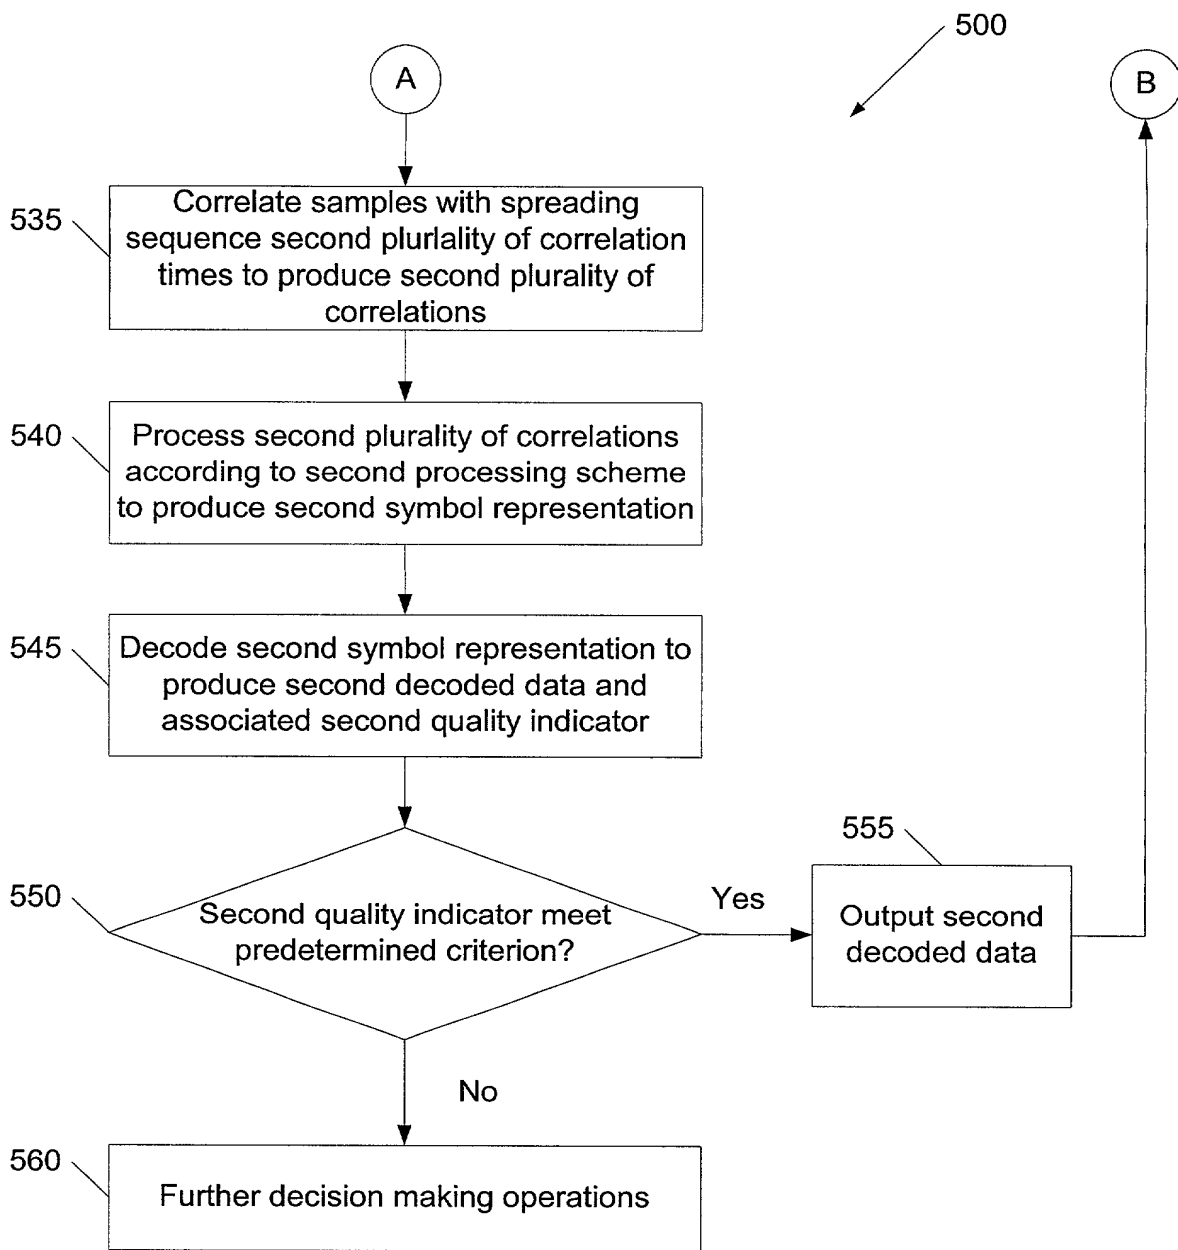 500
A
B
535
Correlate samples with spreading
sequence second plurlality of correlation
times to produce second plurality of
correlations
540
Process second plurality of correlations
according to second processing scheme
to produce second symbol representation
545
Decode second symbol representation to
produce second decoded data and
associated second quality indicator
550
Second quality indicator meet
predetermined criterion?
Yes
555
Output second
decoded data
No
560
Further decision making operations